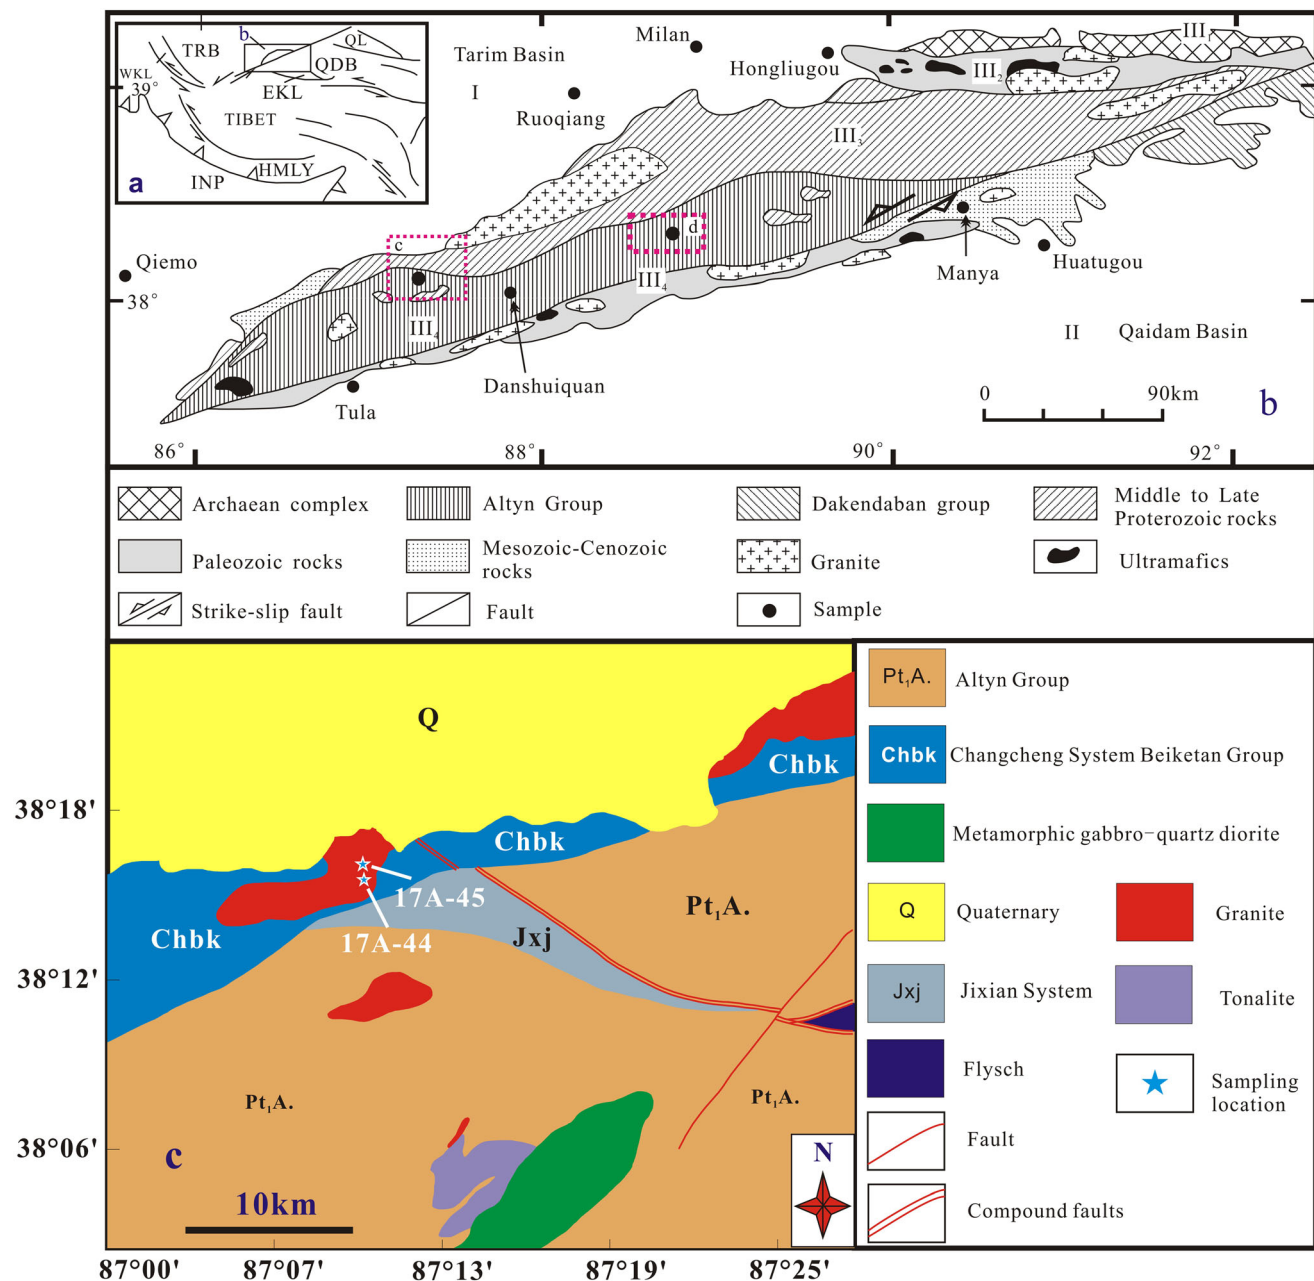 b
TRB
QL
QDB
WKL
EKL
TIBET
HMLY
INP
a
39°
38°
Tarim Basin
I
Milan
Hongliugou
Ruoqiang
III
III₂
III₃
c
d
Qiemo
III₄
III₄
Manya
Huatugou
Danshuiquan
Tula
II
Qaidam Basin
0
90km
b
86°
88°
90°
92°
Archaean complex
Altyn Group
Dakendaban group
Middle to Late
Proterozoic rocks
Paleozoic rocks
Mesozoic-Cenozoic
rocks
Granite
Ultramafics
Strike-slip fault
Fault
Sample
Q
Chbk
Chbk
Chbk
17A-45
17A-44
Jxj
Pt₁A.
Pt₁A.
Pt₁A.
38°18'
38°12'
38°06'
c
10km
N
87°00'
87°07'
87°13'
87°19'
87°25'
Pt₁A.
Altyn Group
Chbk
Changcheng System Beiketan Group
Metamorphic gabbro-quartz diorite
Q
Quaternary
Granite
Jxj
Jixian System
Tonalite
Flysch
Sampling
location
Fault
Compound faults